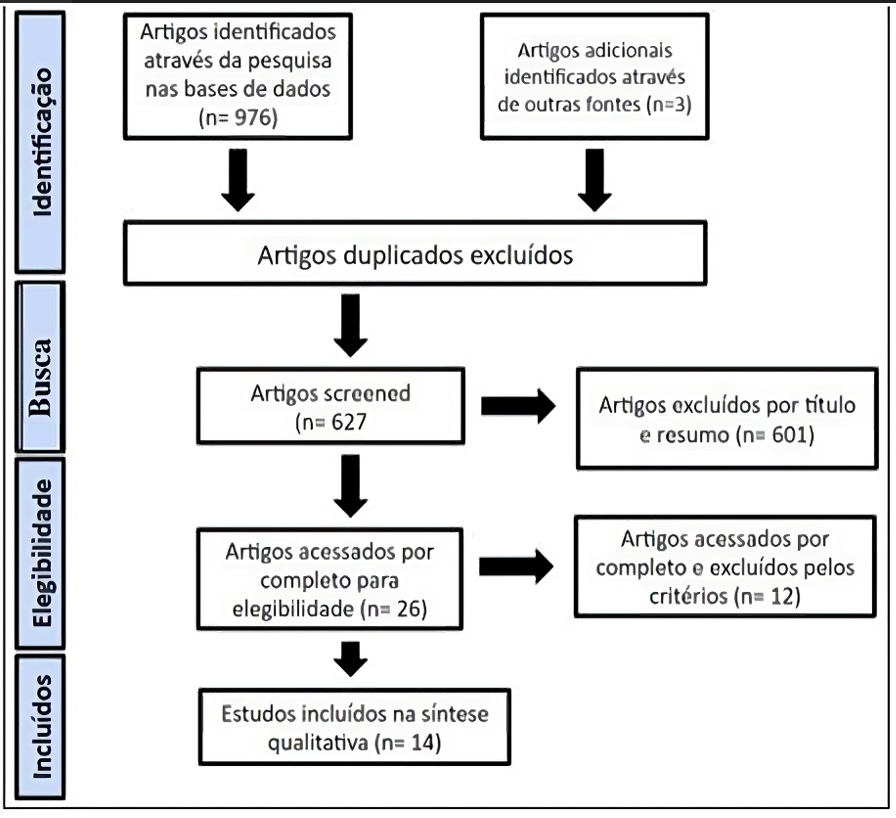 Identificação
Artigos identificados
através da pesquisa
nas bases de dados
(n= 976)
Artigos adicionais
identificados através
de outras fontes (n=3)
Artigos duplicados excluídos
Busca
Artigos screened
(n= 627
Artigos excluídos por título
e resumo (n= 601)
Elegibilidade
Artigos acessados por
completo para
elegibilidade (n= 26)
Artigos acessados por
completo e excluídos pelos
critérios (n= 12)
Incluídos
Estudos incluídos na síntese
qualitativa (n= 14)